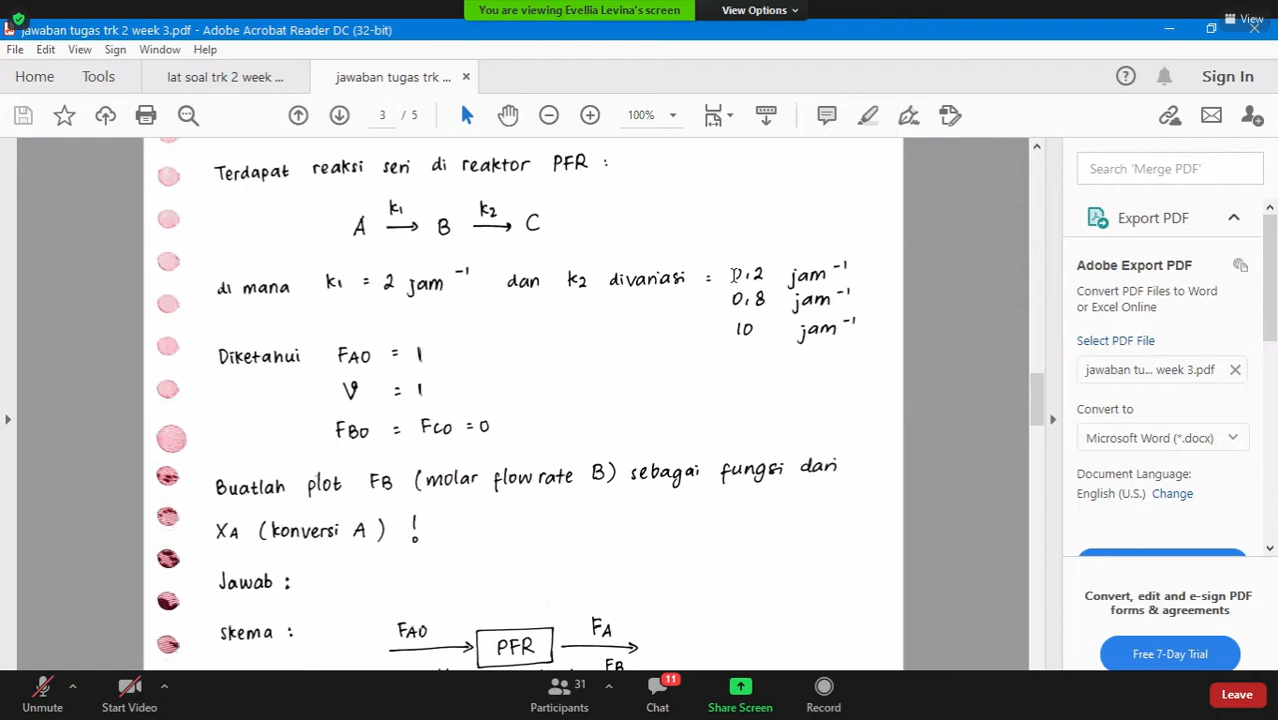 You are viewing Evellia Levina's screen
View Options
View
jawaban tugas trk 2 week 3.pdf - Adobe Acrobat Reader DC (32-bit)
File Edit View Sign Window Help
Home Tools lat soal trk 2 week ... jawaban tugas trk ... × Sign In
3 / 5 100%
Terdapat reaksi seri di reaktor PFR :
A k1→ B k2→ C
di mana k1 = 2 jam⁻¹ dan k2 divariasi = 0,2 jam⁻¹
0,8 jam⁻¹
10 jam⁻¹
Diketahui FAO = 1
V = 1
FBO = FCO = 0
Buatlah plot FB (molar flowrate B) sebagai fungsi dari
XA (konversi A) !
Jawab :
Skema : FAO PFR FA
FB
Search 'Merge PDF'
Export PDF
Adobe Export PDF
Convert PDF Files to Word
or Excel Online
Select PDF File
jawaban tu... week 3.pdf
Convert to
Microsoft Word (*.docx)
Document Language:
English (U.S.) Change
Convert, edit and e-sign PDF
forms & agreements
Free 7-Day Trial
Unmute Start Video 31 Participants 11 Chat Share Screen Record Leave